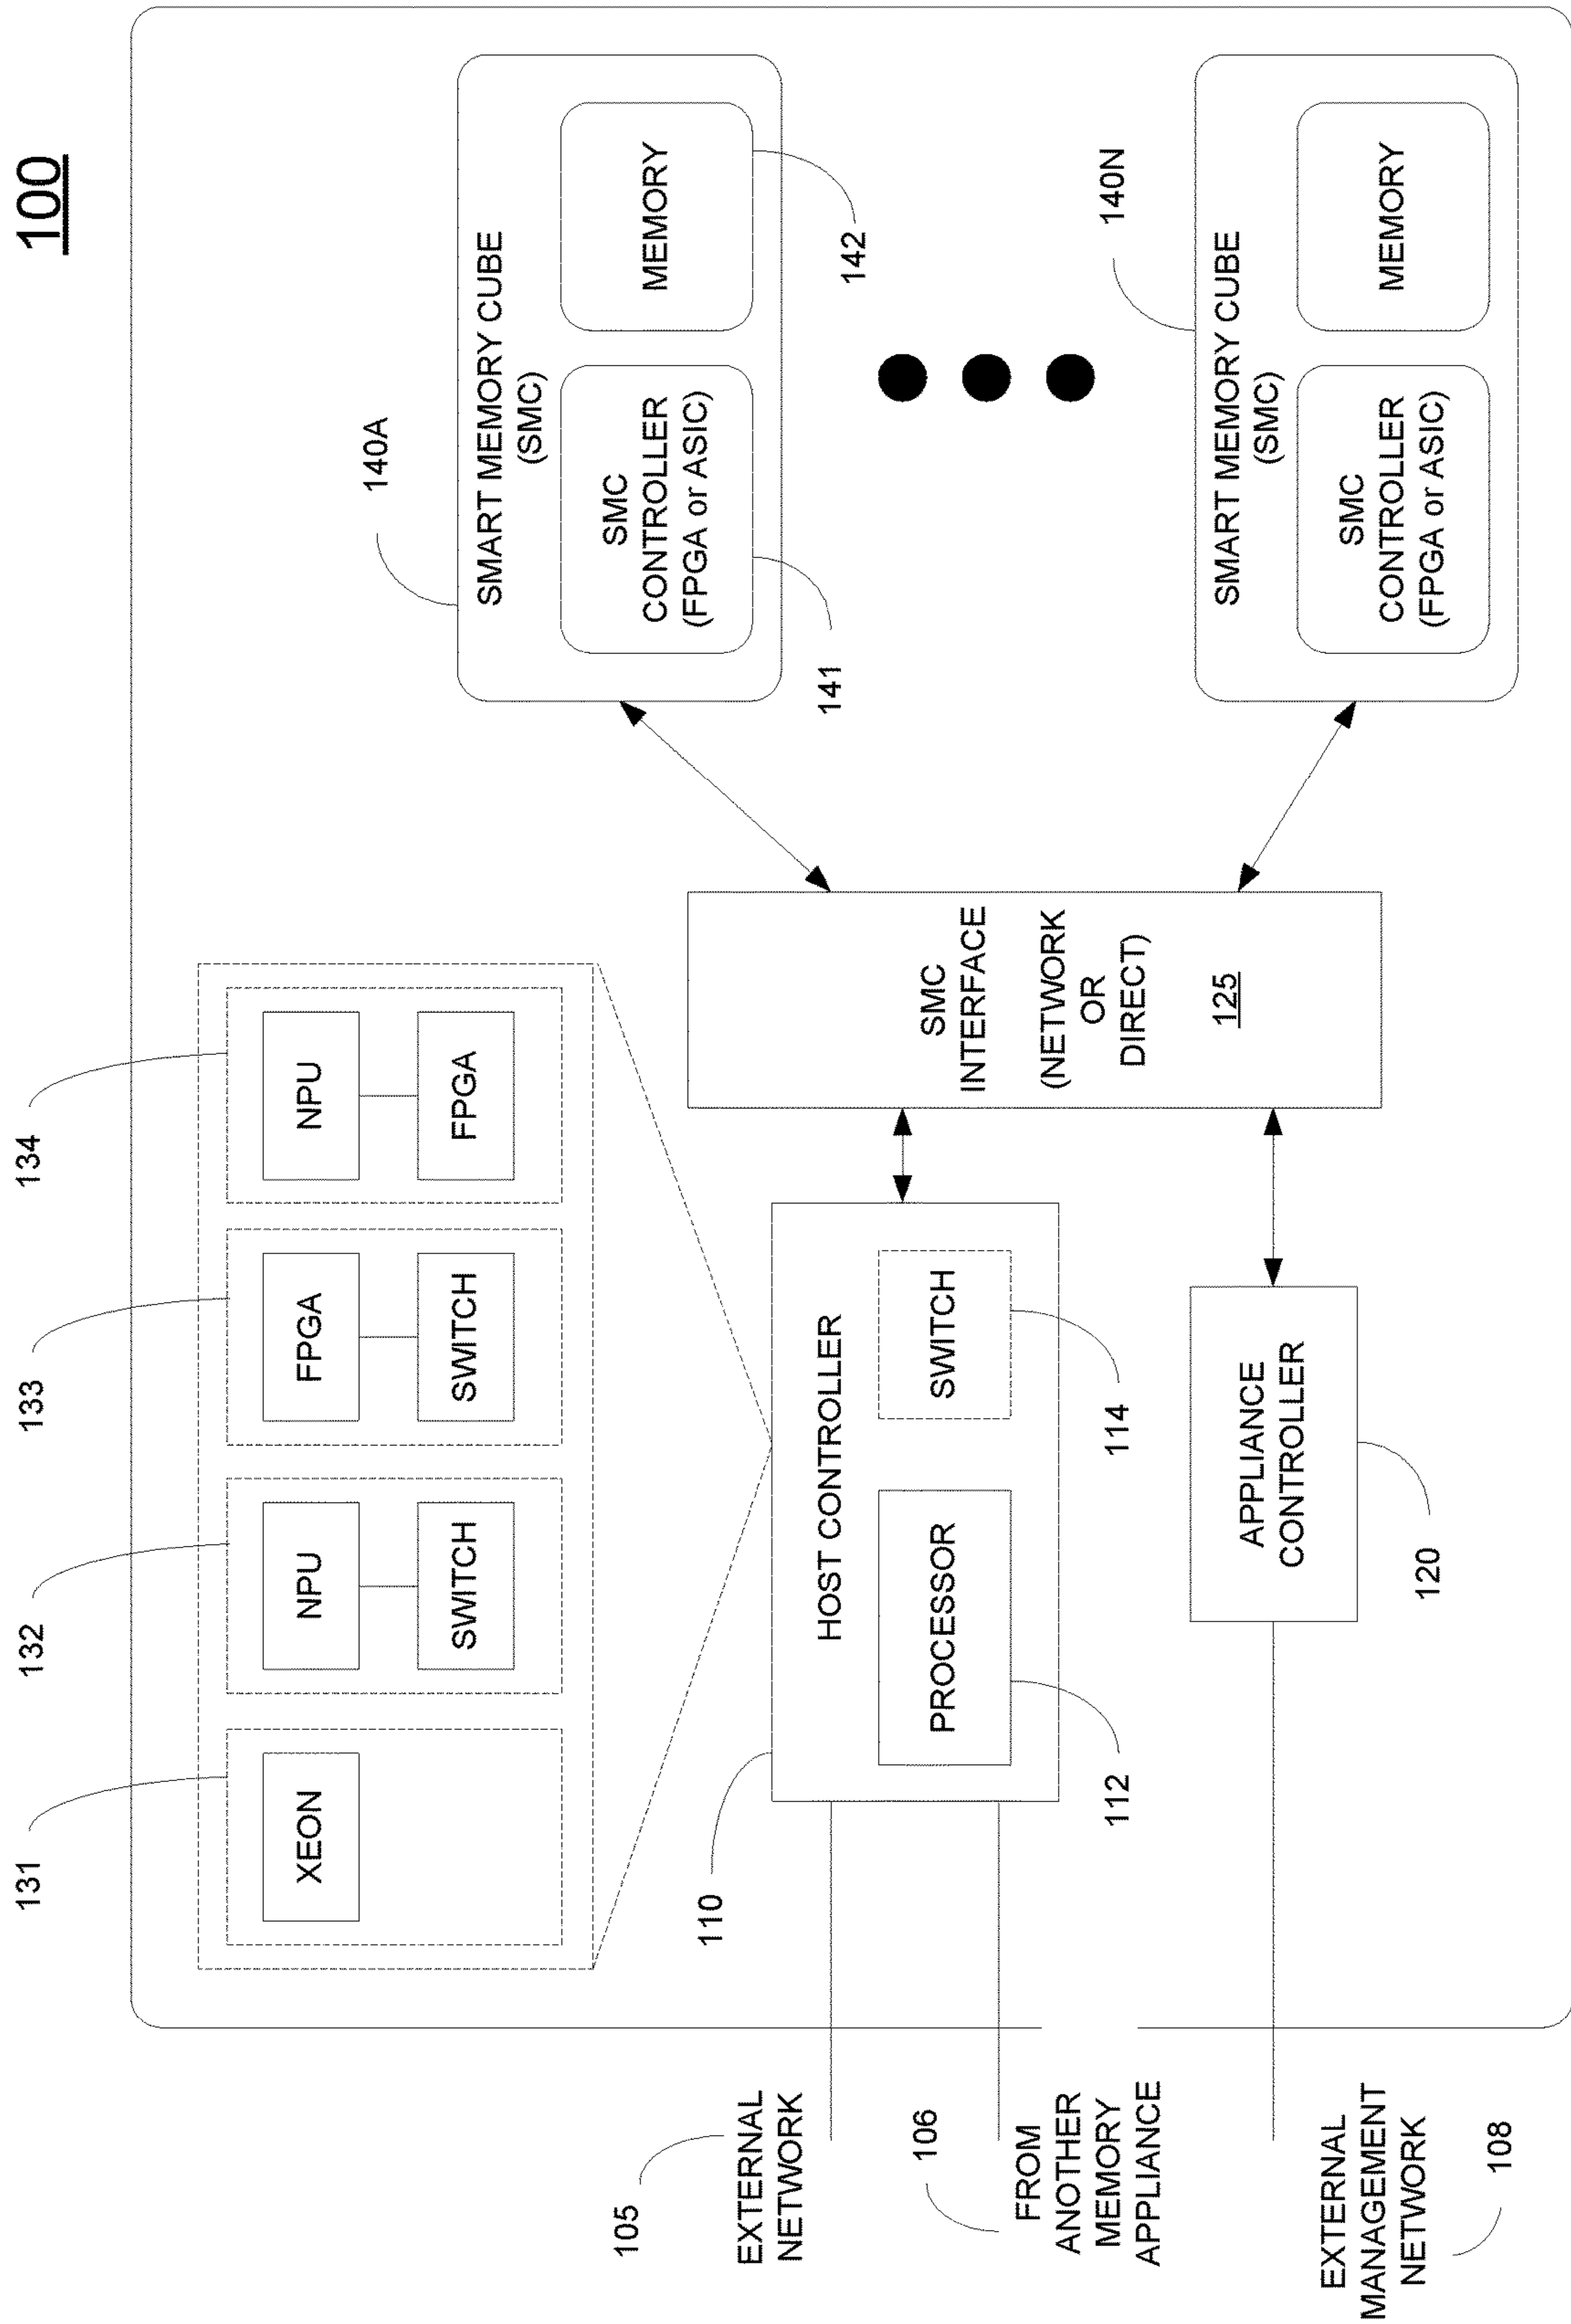 100
131
132
133
134
XEON
NPU
SWITCH
FPGA
SWITCH
NPU
FPGA
140A
SMART MEMORY CUBE
(SMC)
SMC
CONTROLLER
(FPGA or ASIC)
MEMORY
141
142
105
EXTERNAL
NETWORK
106
FROM
ANOTHER
MEMORY
APPLIANCE
110
HOST CONTROLLER
PROCESSOR
SWITCH
112
114
SMC
INTERFACE
(NETWORK
OR
DIRECT)
125
140N
SMART MEMORY CUBE
(SMC)
SMC
CONTROLLER
(FPGA or ASIC)
MEMORY
EXTERNAL
MANAGEMENT
NETWORK
108
APPLIANCE
CONTROLLER
120